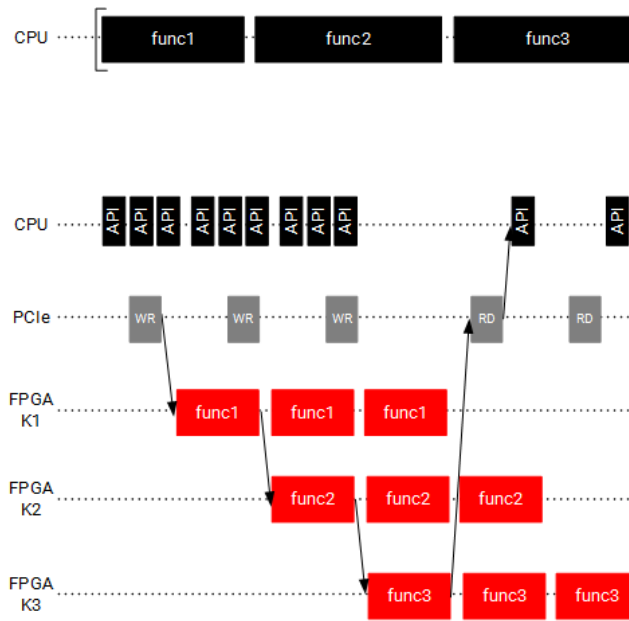 CPU func1 func2 func3
CPU API API API API API API API API API API API
PCIe WR WR WR RD RD
FPGA
K1
func1 func1 func1
FPGA
K2
func2 func2 func2
FPGA
K3
func3 func3 func3